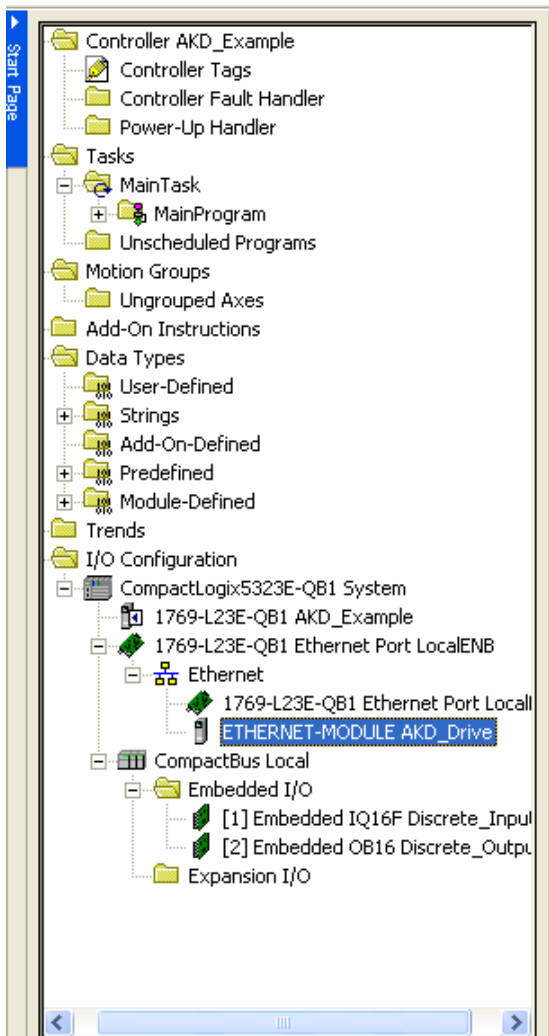 Start Page
Controller AKD_Example
Controller Tags
Controller Fault Handler
Power-Up Handler
Tasks
MainTask
MainProgram
Unscheduled Programs
Motion Groups
Ungrouped Axes
Add-On Instructions
Data Types
User-Defined
Strings
Add-On-Defined
Predefined
Module-Defined
Trends
I/O Configuration
CompactLogix5323E-QB1 System
1769-L23E-QB1 AKD_Example
1769-L23E-QB1 Ethernet Port LocalENB
Ethernet
1769-L23E-QB1 Ethernet Port Local
ETHERNET-MODULE AKD_Drive
CompactBus Local
Embedded I/O
[1] Embedded IQ16F Discrete_Input
[2] Embedded OB16 Discrete_Outpu
Expansion I/O